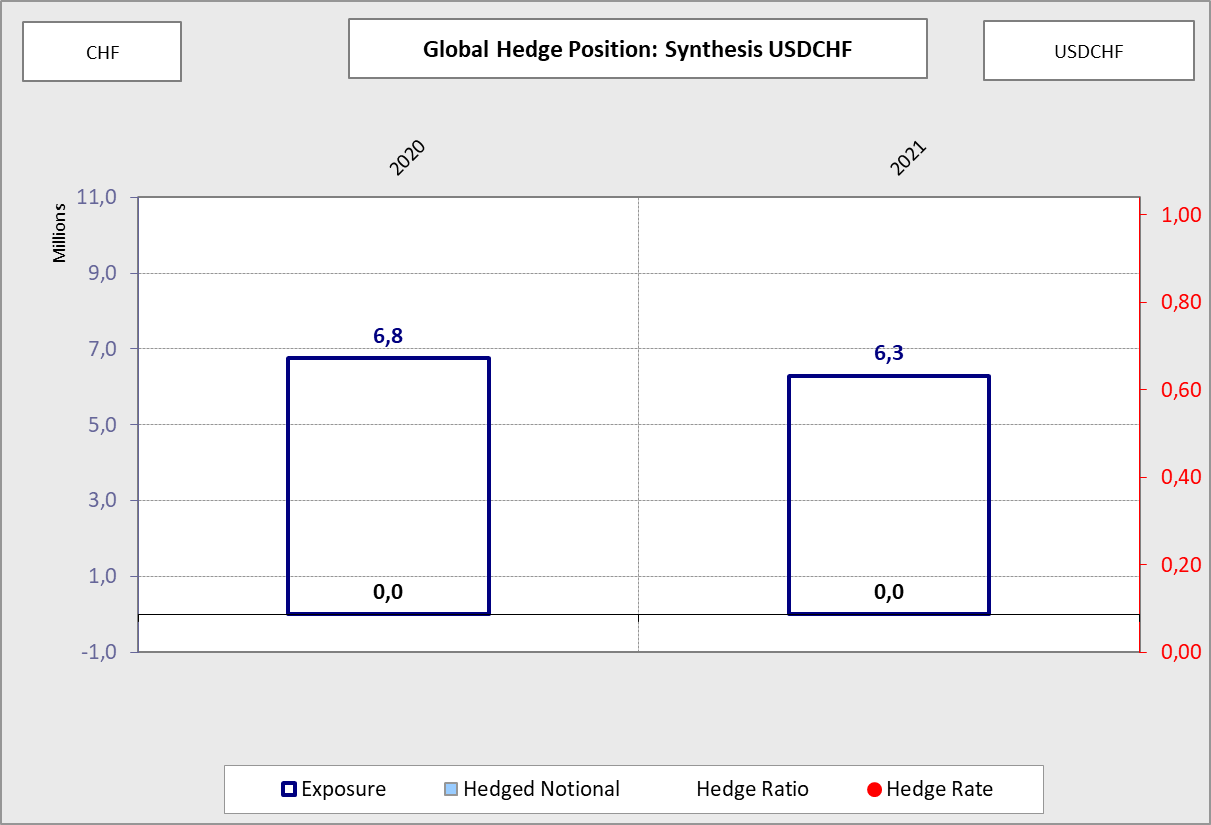 CHF
Global Hedge Position: Synthesis USDCHF
USDCHF
2020
2021
Millions
11,0
9,0
7,0
5,0
3,0
1,0
-1,0
6,8
6,3
0,0
0,0
1,00
0,80
0,60
0,40
0,20
0,00
Exposure
Hedged Notional
Hedge Ratio
Hedge Rate